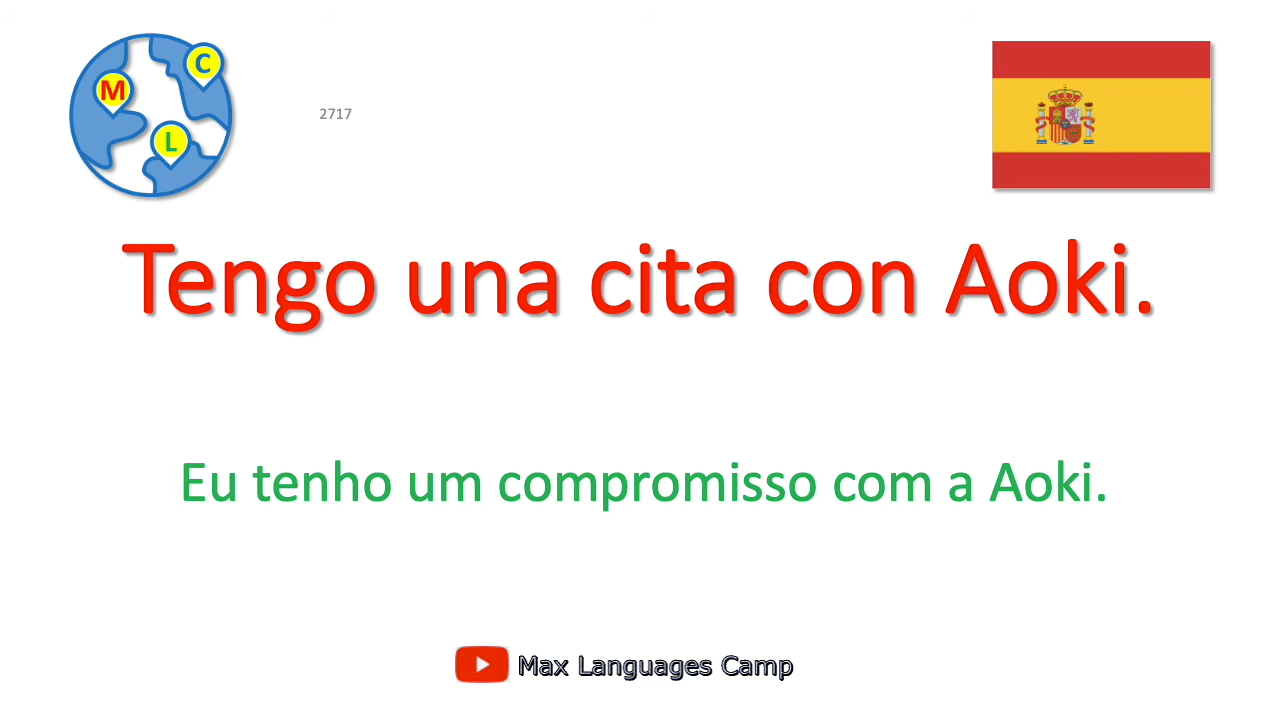 C
M
L
2717
Tengo una cita con Aoki.
Eu tenho um compromisso com a Aoki.
Max Languages Camp